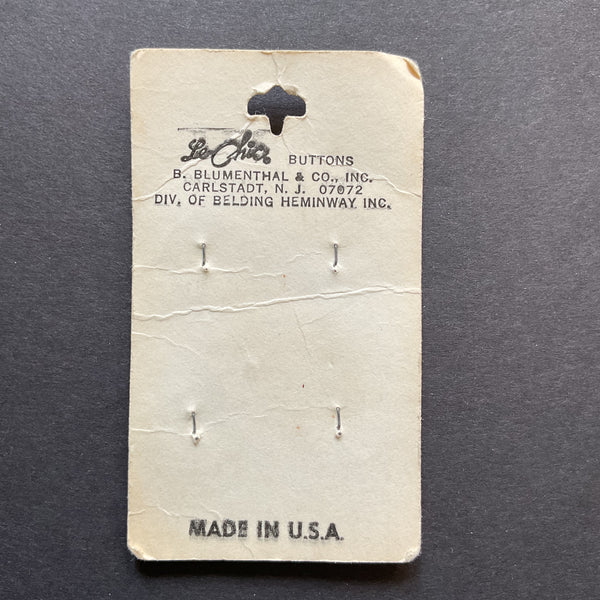 Le Chic BUTTONS
B. BLUMENTHAL & CO., INC.
CARLSTADT, N. J. 07072
DIV. OF BELDING HEMINWAY INC.
MADE IN U.S.A.